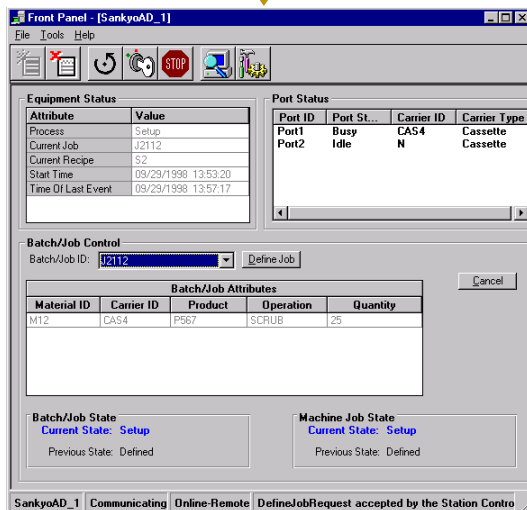 Front Panel - [SankyoAD_1]
File Tools Help
STOP
Equipment Status
Attribute Value
Process Setup
Current Job J2112
Current Recipe S2
Start Time 09/29/1998 13:53:20
Time Of Last Event 09/29/1998 13:57:17
Port Status
Port ID Port St... Carrier ID Carrier Type
Port1 Busy CAS4 Cassette
Port2 Idle N Cassette
Batch/Job Control
Batch/Job ID: J2112 Define Job
Cancel
Batch/Job Attributes
Material ID Carrier ID Product Operation Quantity
M12 CAS4 P567 SCRUB 25
Batch/Job State
Current State: Setup
Previous State: Defined
Machine Job State
Current State: Setup
Previous State: Defined
SankyoAD_1 Communicating Online-Remote DefineJobRequest accepted by the Station Contro